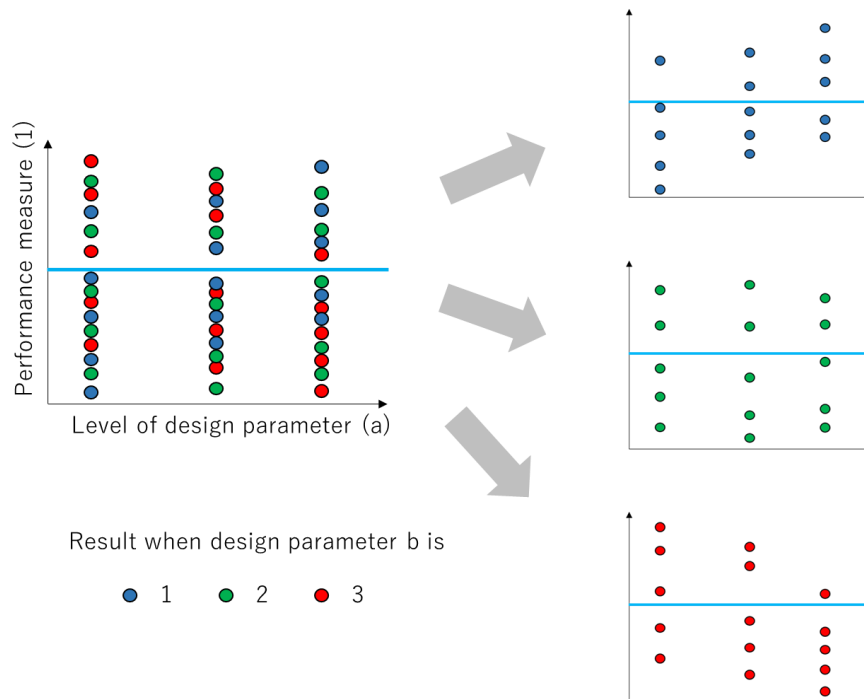 Performance measure (1)
Level of design parameter (a)
Result when design parameter b is
1 2 3